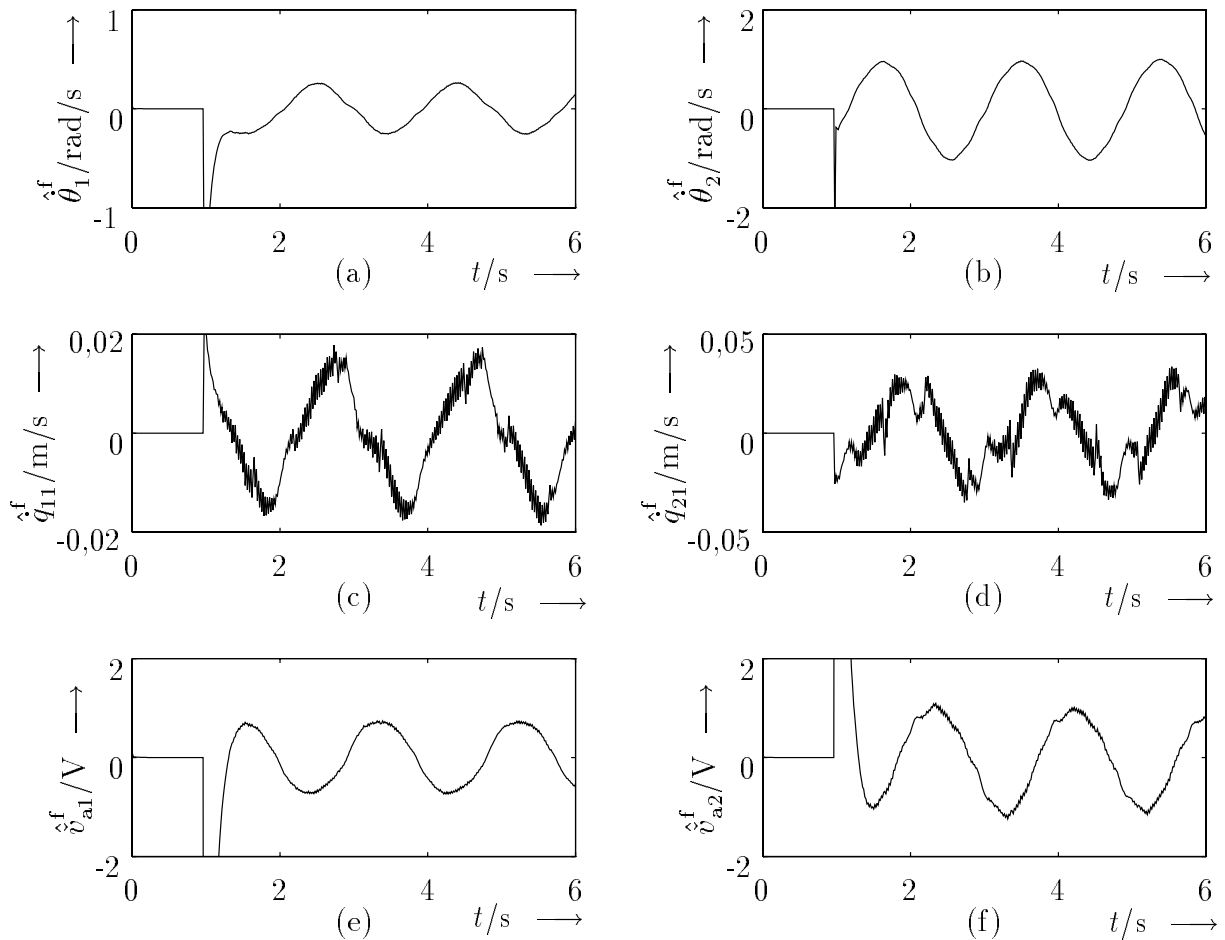 1
0
-1
0 2 4 6
θ̂̇₁ᶠ/rad/s ⟶
(a)
t/s ⟶
2
0
-2
0 2 4 6
θ̂̇₂ᶠ/rad/s ⟶
(b)
t/s ⟶
0,02
0
-0,02
0 2 4 6
q̂̇₁₁ᶠ/m/s ⟶
(c)
t/s ⟶
0,05
0
-0,05
0 2 4 6
q̂̇₂₁ᶠ/m/s ⟶
(d)
t/s ⟶
2
0
-2
0 2 4 6
v̌̂ₐ₁ᶠ/V ⟶
(e)
t/s ⟶
2
0
-2
0 2 4 6
v̌̂ₐ₂ᶠ/V ⟶
(f)
t/s ⟶